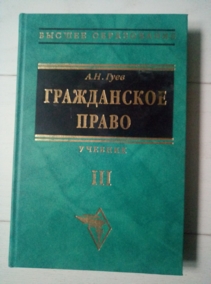 ВЫСШЕЕ ОБРАЗОВАНИЕ
А.Н.Гуев
ГРАЖДАНСКОЕ
ПРАВО
УЧЕБНИК
III